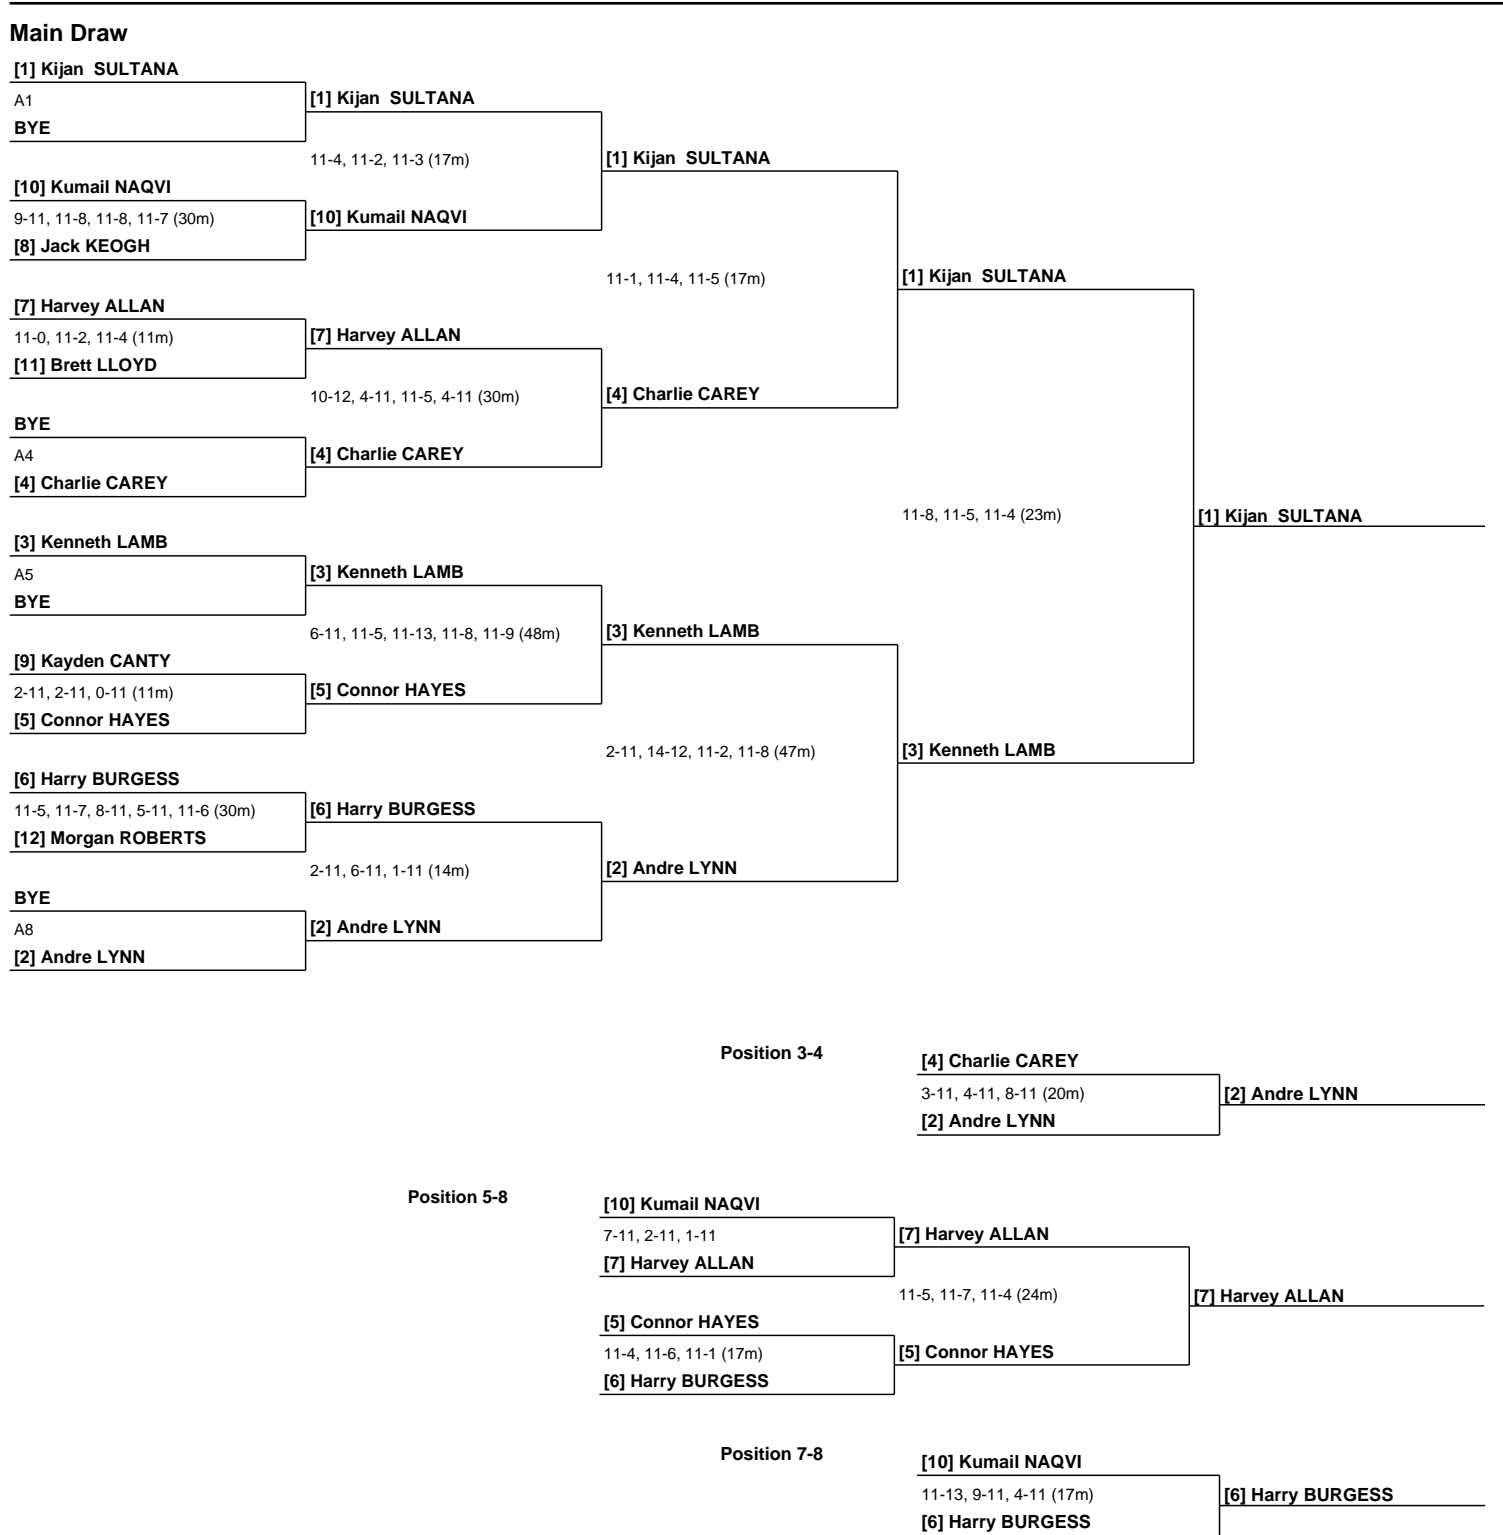 Main Draw
[1] Kijan  SULTANA
A1
BYE
[10] Kumail NAQVI
9-11, 11-8, 11-8, 11-7 (30m)
[8] Jack KEOGH
[7] Harvey ALLAN
11-0, 11-2, 11-4 (11m)
[11] Brett LLOYD
BYE
A4
[4] Charlie CAREY
[3] Kenneth LAMB
A5
BYE
[9] Kayden CANTY
2-11, 2-11, 0-11 (11m)
[5] Connor HAYES
[6] Harry BURGESS
11-5, 11-7, 8-11, 5-11, 11-6 (30m)
[12] Morgan ROBERTS
BYE
A8
[2] Andre LYNN
[1] Kijan  SULTANA
11-4, 11-2, 11-3 (17m)
[10] Kumail NAQVI
[7] Harvey ALLAN
10-12, 4-11, 11-5, 4-11 (30m)
[4] Charlie CAREY
[3] Kenneth LAMB
6-11, 11-5, 11-13, 11-8, 11-9 (48m)
[5] Connor HAYES
[6] Harry BURGESS
2-11, 6-11, 1-11 (14m)
[2] Andre LYNN
[1] Kijan  SULTANA
11-1, 11-4, 11-5 (17m)
[4] Charlie CAREY
[3] Kenneth LAMB
2-11, 14-12, 11-2, 11-8 (47m)
[2] Andre LYNN
[1] Kijan  SULTANA
11-8, 11-5, 11-4 (23m)
[3] Kenneth LAMB
[1] Kijan  SULTANA
Position 3-4
[4] Charlie CAREY
3-11, 4-11, 8-11 (20m)
[2] Andre LYNN
[2] Andre LYNN
Position 5-8
[10] Kumail NAQVI
7-11, 2-11, 1-11
[7] Harvey ALLAN
[5] Connor HAYES
11-4, 11-6, 11-1 (17m)
[6] Harry BURGESS
[7] Harvey ALLAN
11-5, 11-7, 11-4 (24m)
[5] Connor HAYES
[7] Harvey ALLAN
Position 7-8
[10] Kumail NAQVI
11-13, 9-11, 4-11 (17m)
[6] Harry BURGESS
[6] Harry BURGESS